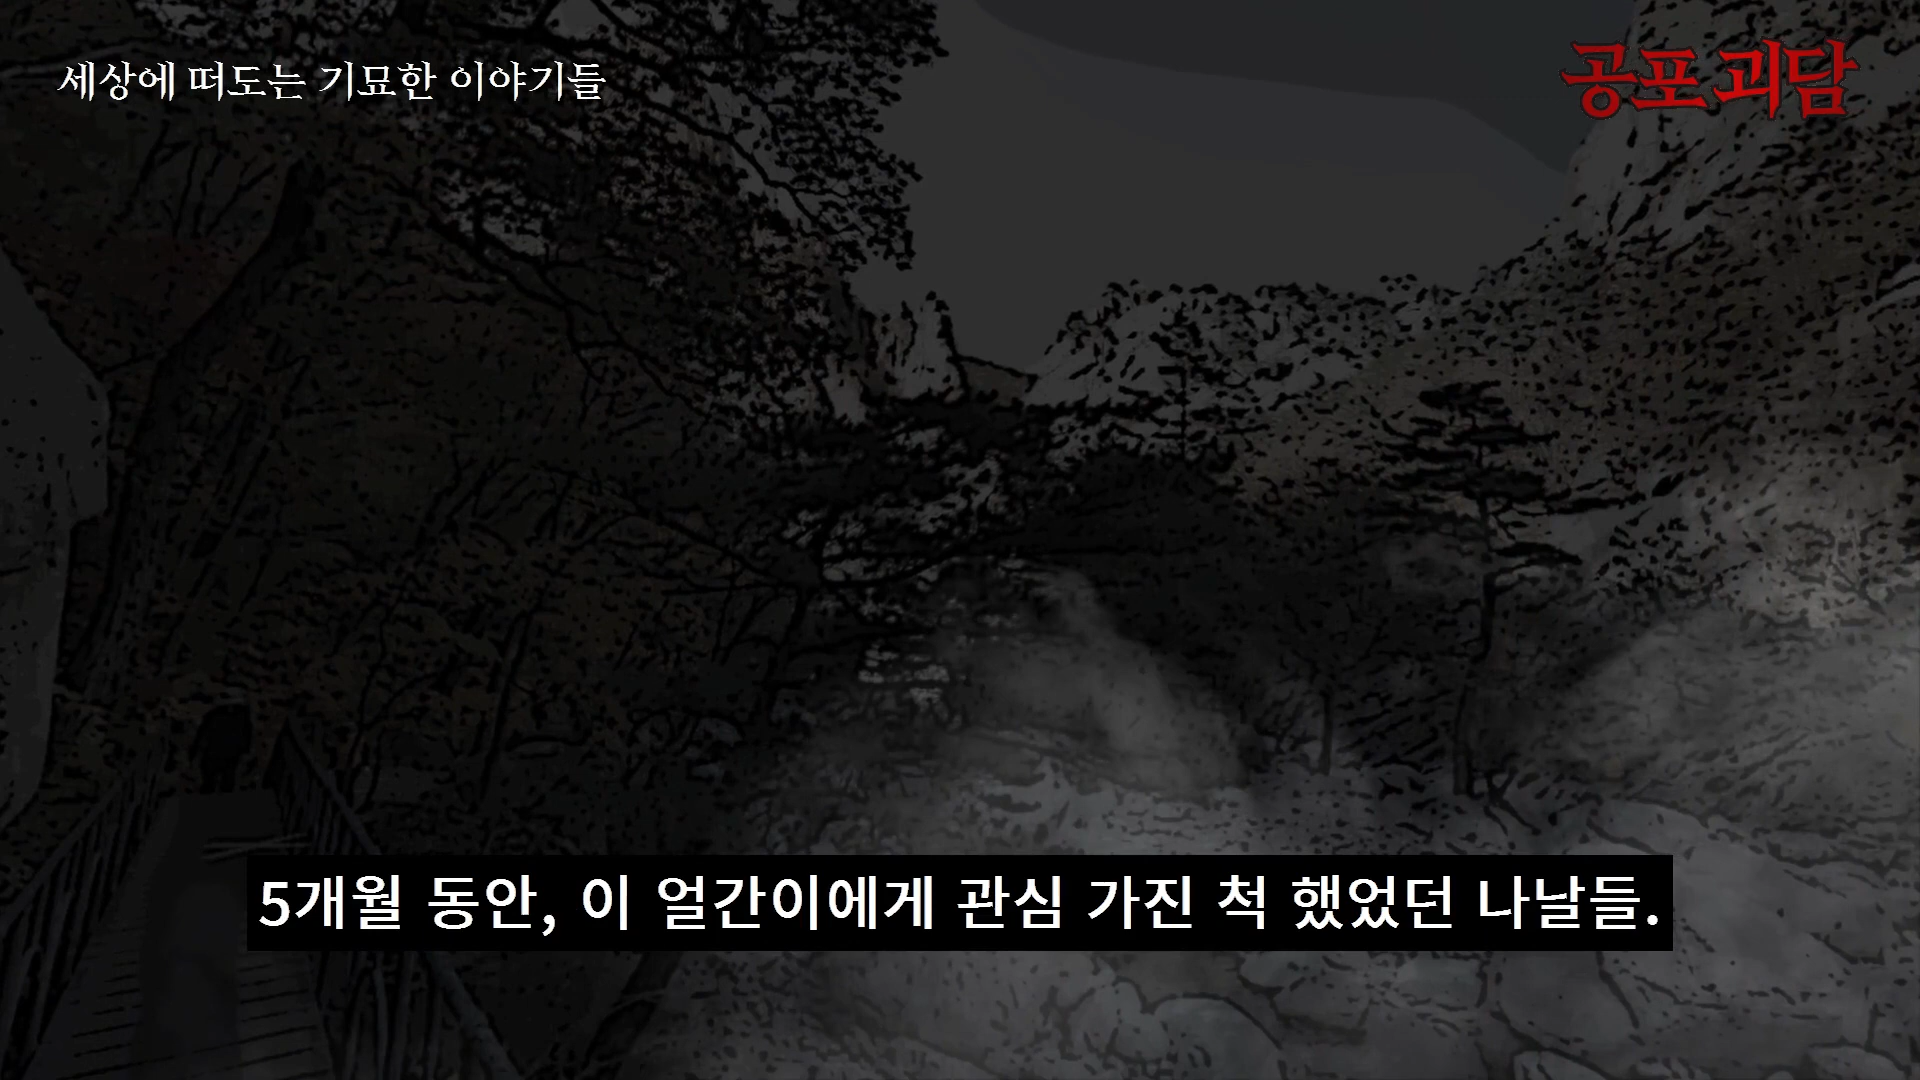 세상에 떠도는 기묘한 이야기들
공포괴담
5개월 동안, 이 얼간이에게 관심 가진 척 했었던 나날들.